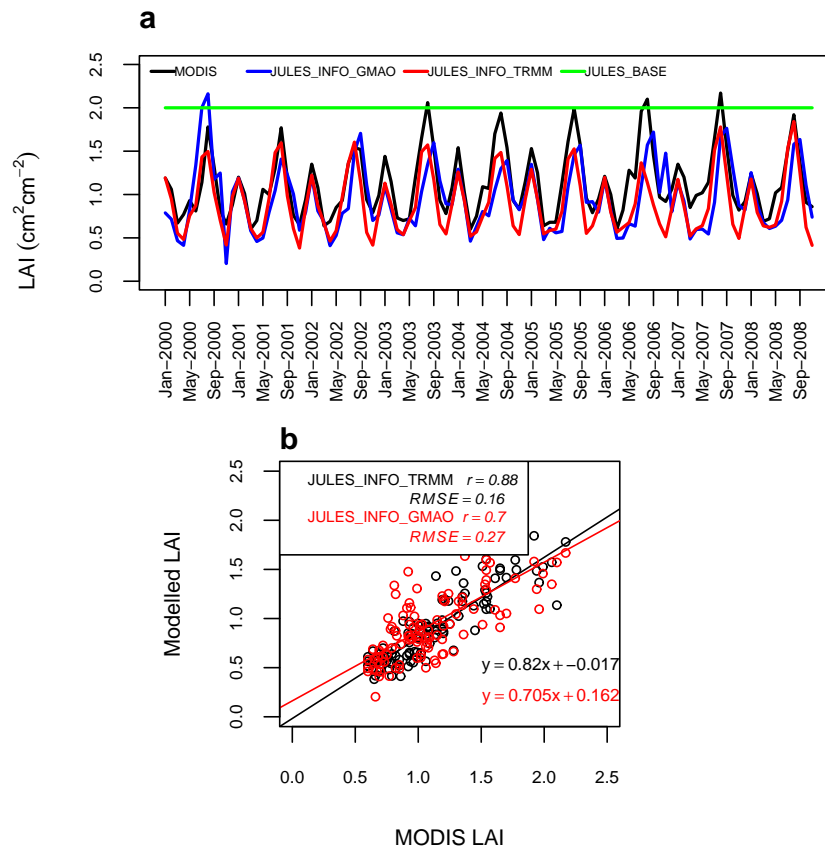 a
2.5
2.0
1.5
1.0
0.5
0.0
LAI (cm² cm⁻²)
MODIS JULES_INFO_GMAO JULES_INFO_TRMM JULES_BASE
Jan−2000
May−2000
Sep−2000
Jan−2001
May−2001
Sep−2001
Jan−2002
May−2002
Sep−2002
Jan−2003
May−2003
Sep−2003
Jan−2004
May−2004
Sep−2004
Jan−2005
May−2005
Sep−2005
Jan−2006
May−2006
Sep−2006
Jan−2007
May−2007
Sep−2007
Jan−2008
May−2008
Sep−2008
b
2.5
2.0
1.5
1.0
0.5
0.0
Modelled LAI
JULES_INFO_TRMM r = 0.88
RMSE = 0.16
JULES_INFO_GMAO r = 0.7
RMSE = 0.27
y = 0.82x + −0.017
y = 0.705x + 0.162
0.0 0.5 1.0 1.5 2.0 2.5
MODIS LAI